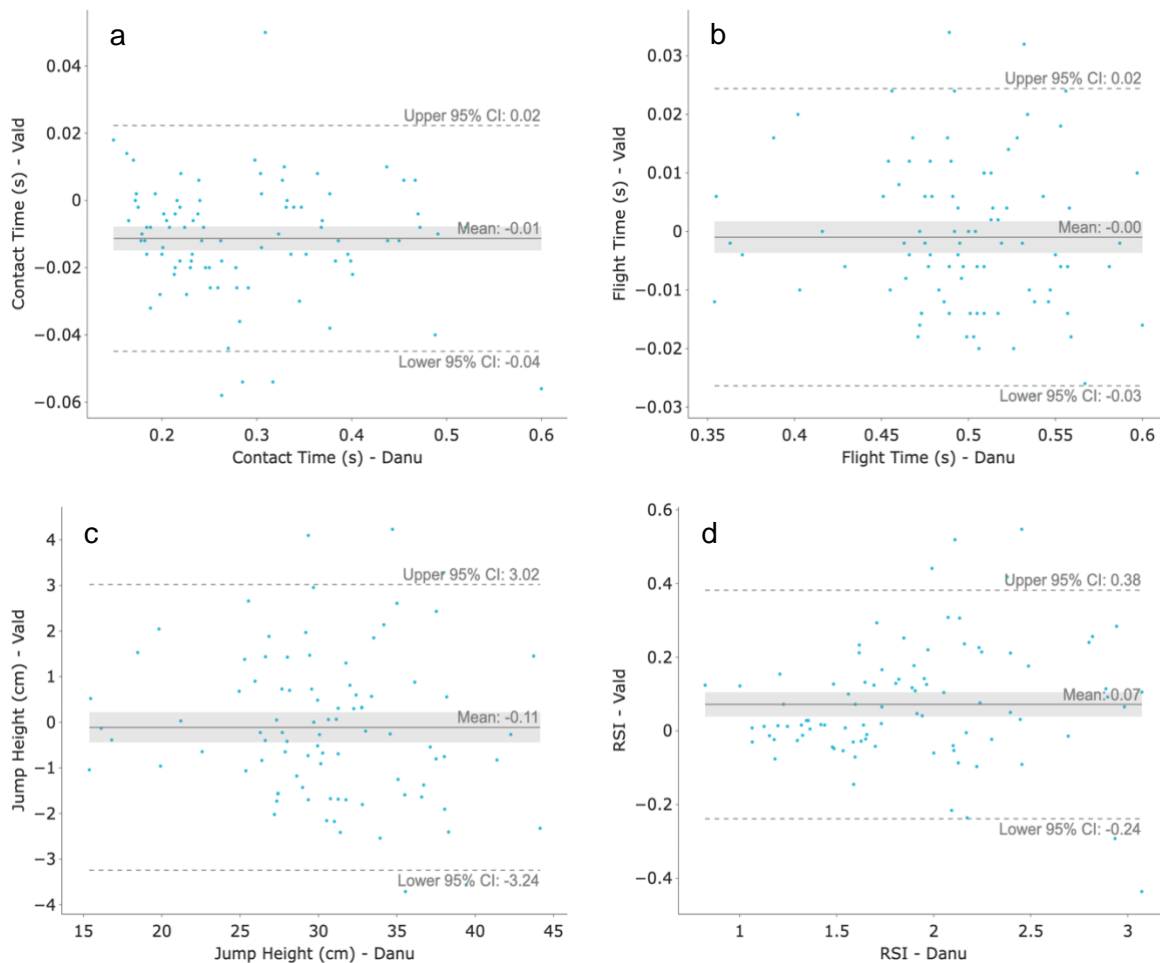 a
0.04
0.02
0
−0.02
−0.04
−0.06
Contact Time (s) - Vald
Upper 95% CI: 0.02
Mean: -0.01
Lower 95% CI: -0.04
0.2
0.3
0.4
0.5
0.6
Contact Time (s) - Danu
b
0.03
0.02
0.01
0
−0.01
−0.02
−0.03
Flight Time (s) - Vald
Upper 95% CI: 0.02
Mean: -0.00
Lower 95% CI: -0.03
0.35
0.4
0.45
0.5
0.55
0.6
Flight Time (s) - Danu
c
4
3
2
1
0
−1
−2
−3
−4
Jump Height (cm) - Vald
Upper 95% CI: 3.02
Mean: -0.11
Lower 95% CI: -3.24
15
20
25
30
35
40
45
Jump Height (cm) - Danu
d
0.6
0.4
0.2
0
−0.2
−0.4
RSI - Vald
Upper 95% CI: 0.38
Mean: 0.07
Lower 95% CI: -0.24
1
1.5
2
2.5
3
RSI - Danu